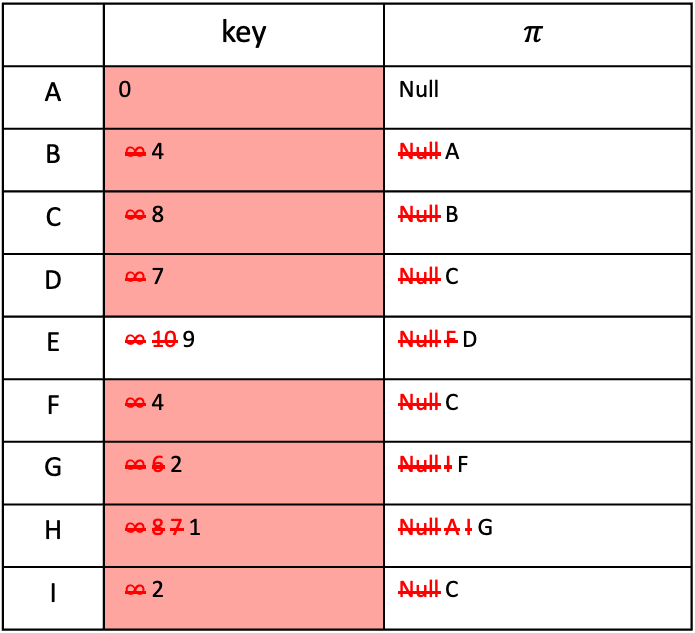 key π
A 0 Null
B ∞ 4 Null A
C ∞ 8 Null B
D ∞ 7 Null C
E ∞ 10 9 Null F D
F ∞ 4 Null C
G ∞ 6 2 Null I F
H ∞ 8 7 1 Null A I G
I ∞ 2 Null C